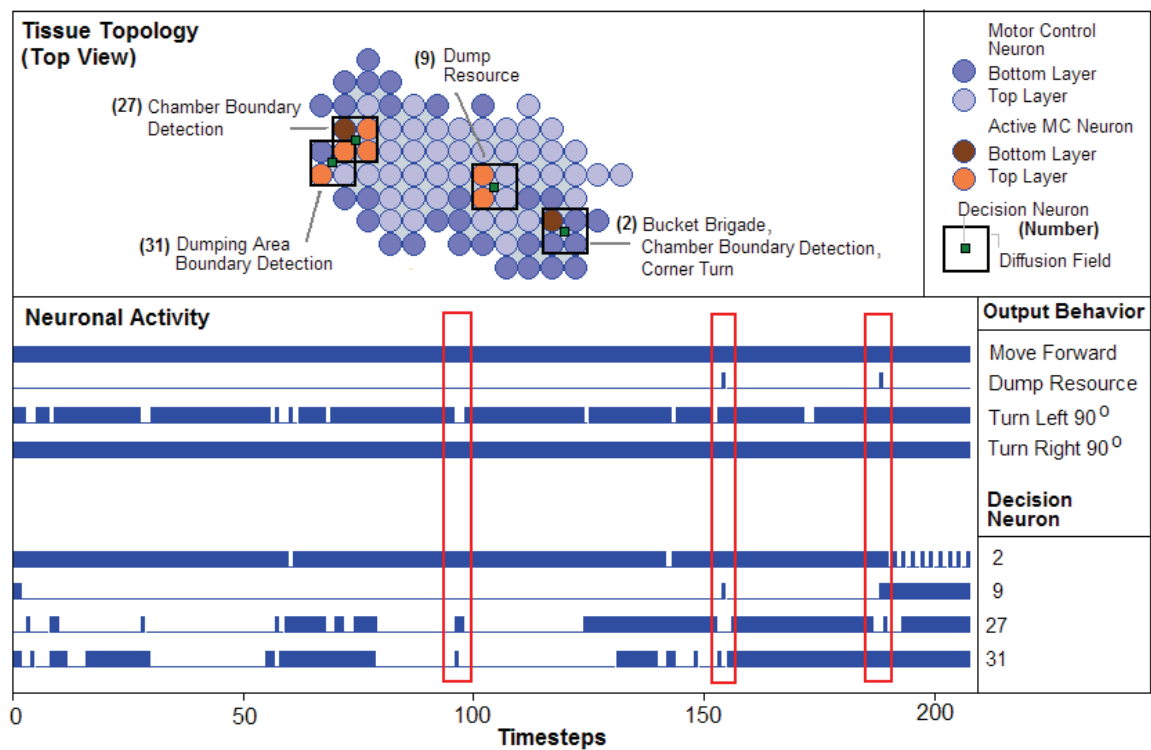 Tissue Topology
(Top View)
(9) Dump
Resource
(27) Chamber Boundary
Detection
(31) Dumping Area
Boundary Detection
(2) Bucket Brigade,
Chamber Boundary Detection,
Corner Turn
Motor Control
Neuron
Bottom Layer
Top Layer
Active MC Neuron
Bottom Layer
Top Layer
Decision Neuron
(Number)
Diffusion Field
Neuronal Activity
Output Behavior
Move Forward
Dump Resource
Turn Left 90°
Turn Right 90°
Decision
Neuron
2
9
27
31
0 50 100 150 200
Timesteps